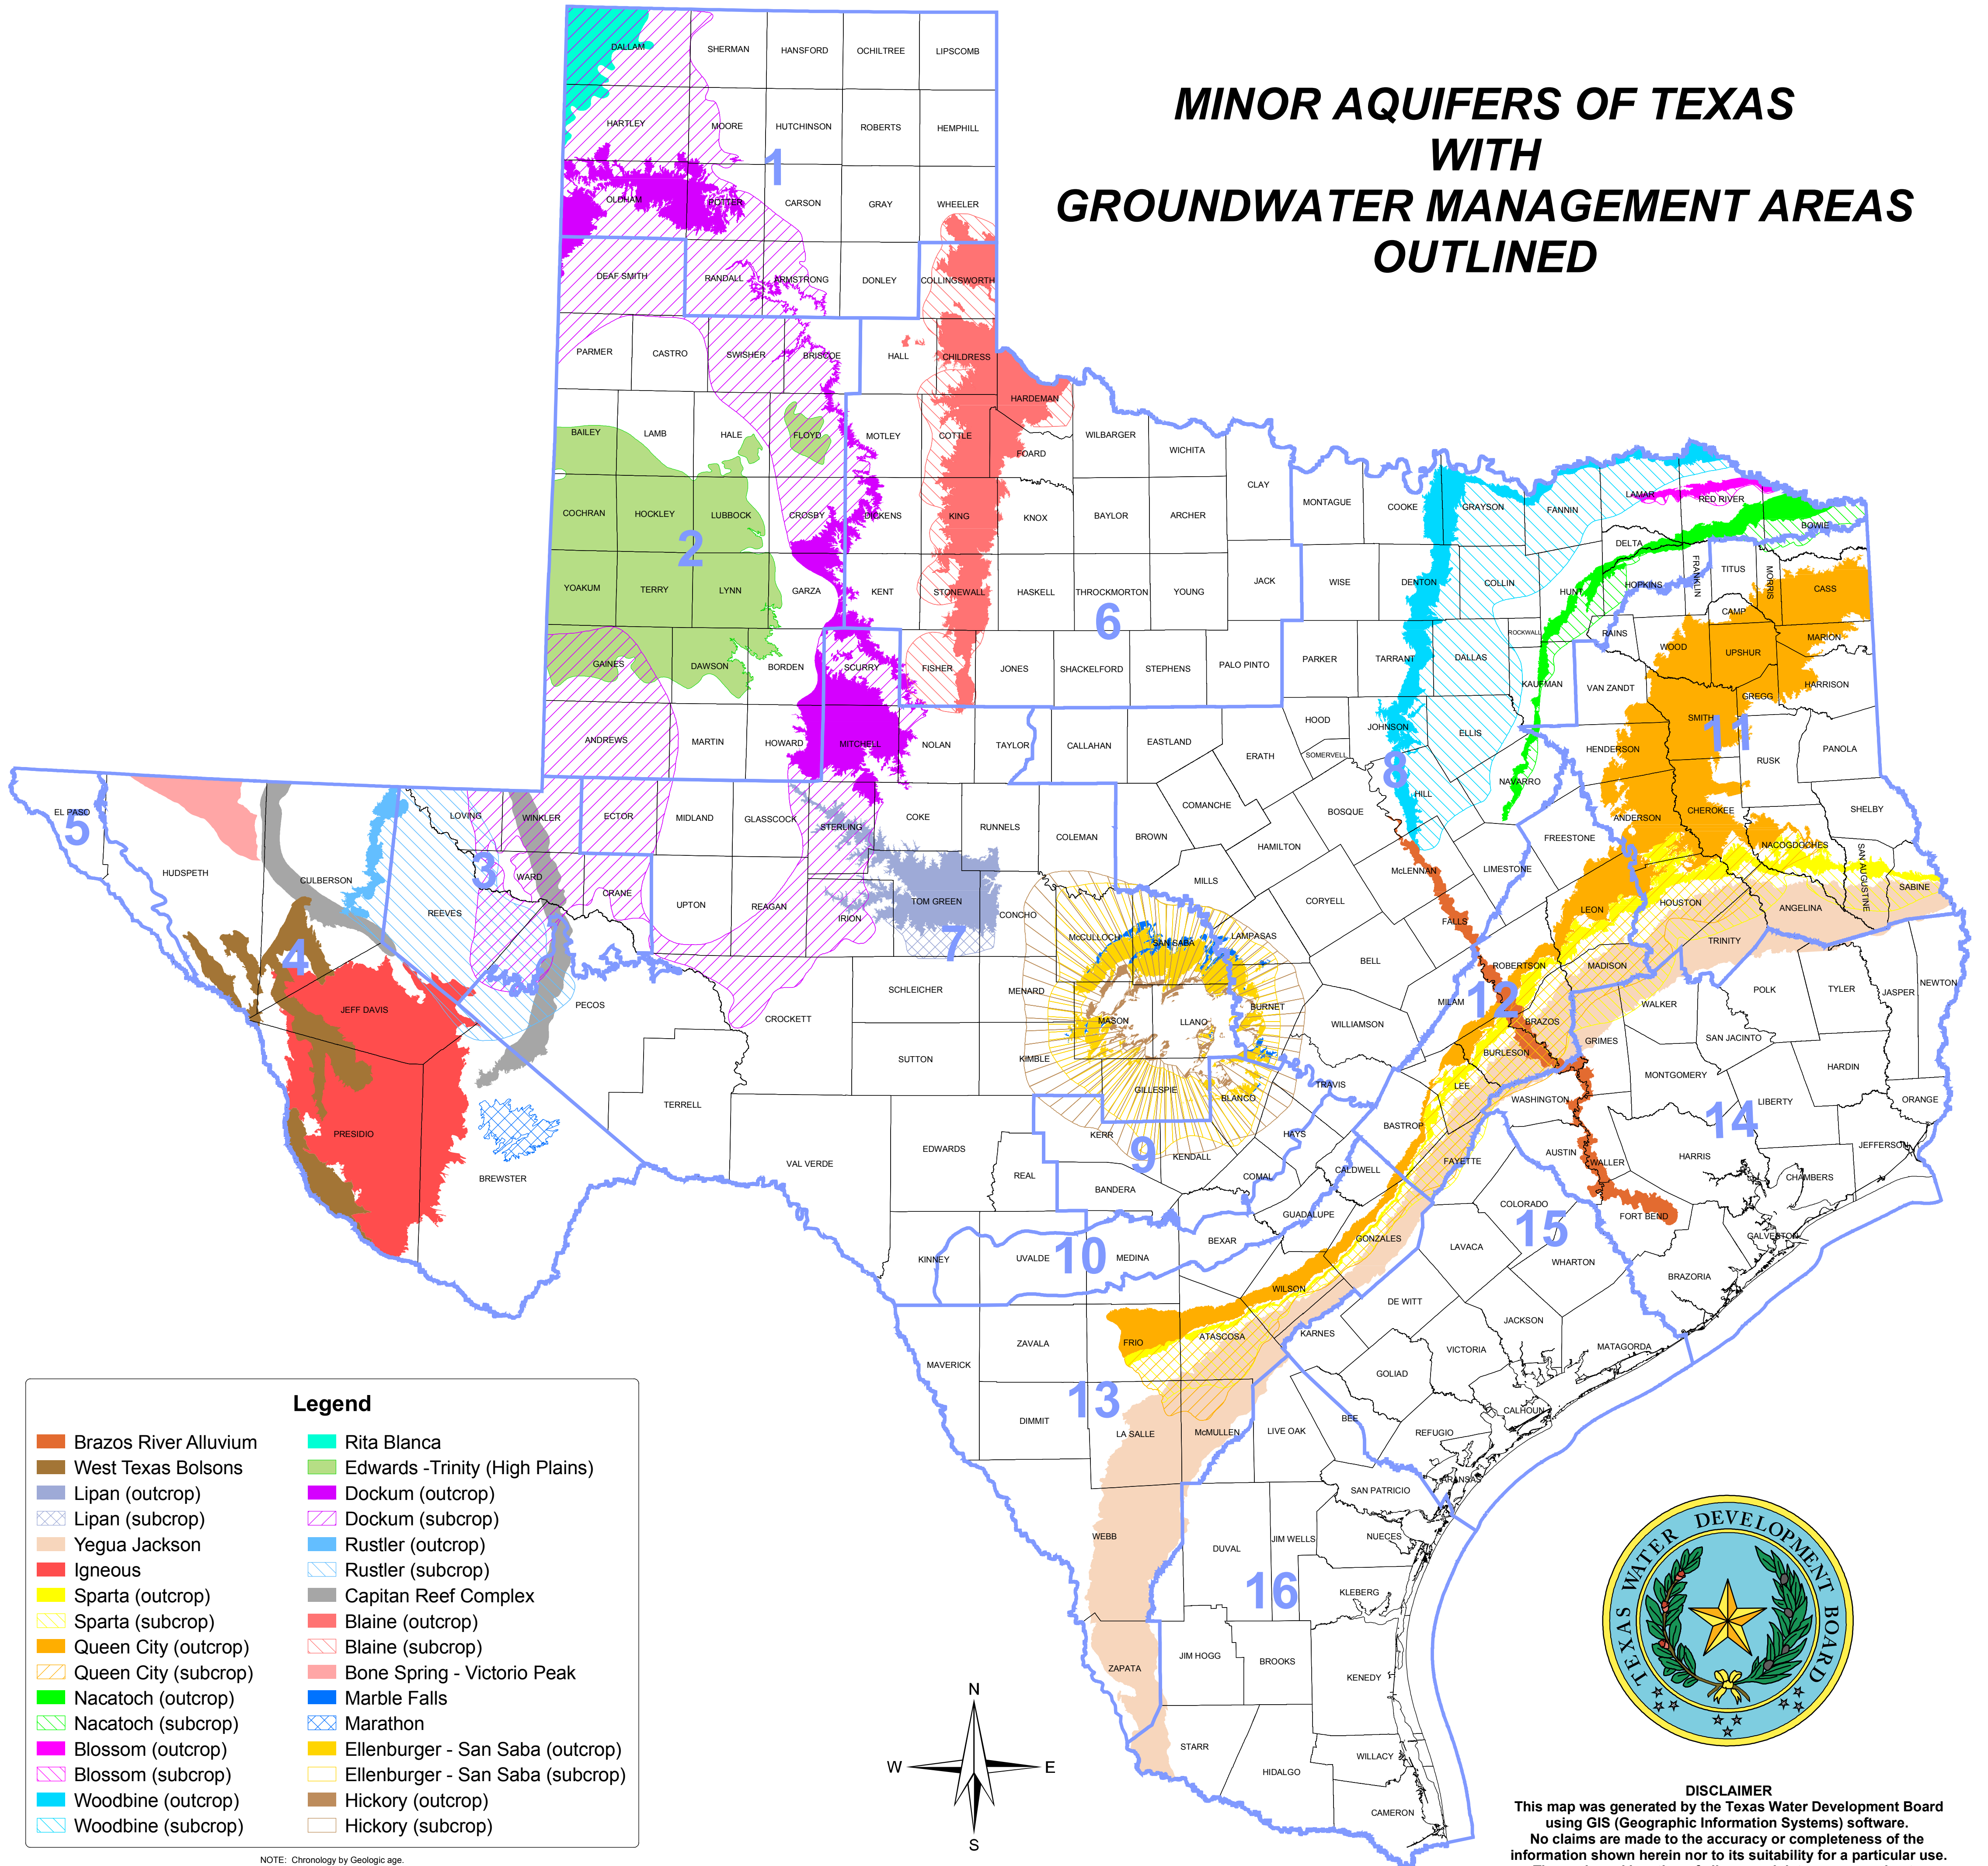 MINOR AQUIFERS OF TEXAS
WITH
GROUNDWATER MANAGEMENT AREAS
OUTLINED
DALLAM
SHERMAN
HANSFORD
OCHILTREE
LIPSCOMB
HARTLEY
MOORE
HUTCHINSON
ROBERTS
HEMPHILL
1
OLDHAM
POTTER
CARSON
GRAY
WHEELER
DEAF SMITH
RANDALL
ARMSTRONG
DONLEY
COLLINGSWORTH
PARMER
CASTRO
SWISHER
BRISCOE
HALL
CHILDRESS
HARDEMAN
BAILEY
LAMB
HALE
FLOYD
MOTLEY
COTTLE
FOARD
WILBARGER
WICHITA
CLAY
MONTAGUE
COOKE
GRAYSON
FANNIN
LAMAR
RED RIVER
BOWIE
COCHRAN
HOCKLEY
LUBBOCK
CROSBY
DICKENS
KING
KNOX
BAYLOR
ARCHER
2
DELTA
FRANKLIN
TITUS
MORRIS
CASS
YOAKUM
TERRY
LYNN
GARZA
KENT
STONEWALL
HASKELL
THROCKMORTON
YOUNG
JACK
WISE
DENTON
COLLIN
HUNT
HOPKINS
CAMP
6
ROCKWALL
RAINS
WOOD
UPSHUR
MARION
GAINES
DAWSON
BORDEN
SCURRY
FISHER
JONES
SHACKELFORD
STEPHENS
PALO PINTO
PARKER
TARRANT
DALLAS
KAUFMAN
VAN ZANDT
GREGG
HARRISON
ANDREWS
MARTIN
HOWARD
MITCHELL
NOLAN
TAYLOR
CALLAHAN
EASTLAND
ERATH
HOOD
SOMERVELL
JOHNSON
ELLIS
HENDERSON
SMITH
11
RUSK
PANOLA
8
HILL
NAVARRO
EL PASO
5
HUDSPETH
CULBERSON
LOVING
WINKLER
ECTOR
MIDLAND
GLASSCOCK
STERLING
COKE
RUNNELS
COLEMAN
BROWN
COMANCHE
BOSQUE
HAMILTON
FREESTONE
ANDERSON
CHEROKEE
SHELBY
NACOGDOCHES
SAN AUGUSTINE
SABINE
3
WARD
CRANE
REEVES
UPTON
REAGAN
IRION
TOM GREEN
CONCHO
7
MILLS
CORYELL
McLENNAN
LIMESTONE
FALLS
LEON
HOUSTON
ANGELINA
TRINITY
4
McCULLOCH
SAN SABA
LAMPASAS
BELL
ROBERTSON
MADISON
JEFF DAVIS
PECOS
CROCKETT
SCHLEICHER
MENARD
MASON
LLANO
BURNET
WILLIAMSON
MILAM
12
BRAZOS
WALKER
POLK
TYLER
JASPER
NEWTON
SUTTON
KIMBLE
GILLESPIE
BLANCO
TRAVIS
BURLESON
GRIMES
SAN JACINTO
HARDIN
PRESIDIO
BREWSTER
TERRELL
VAL VERDE
EDWARDS
REAL
KERR
9
KENDALL
HAYS
BASTROP
LEE
WASHINGTON
MONTGOMERY
LIBERTY
14
ORANGE
JEFFERSON
BANDERA
COMAL
CALDWELL
FAYETTE
AUSTIN
WALLER
HARRIS
CHAMBERS
KINNEY
UVALDE
10
MEDINA
BEXAR
GUADALUPE
GONZALES
COLORADO
15
FORT BEND
LAVACA
WHARTON
GALVESTON
BRAZORIA
WILSON
DE WITT
JACKSON
MATAGORDA
MAVERICK
ZAVALA
FRIO
ATASCOSA
KARNES
VICTORIA
GOLIAD
CALHOUN
13
DIMMIT
LA SALLE
McMULLEN
LIVE OAK
BEE
REFUGIO
ARANSAS
SAN PATRICIO
WEBB
DUVAL
JIM WELLS
NUECES
16
KLEBERG
ZAPATA
JIM HOGG
BROOKS
KENEDY
STARR
HIDALGO
WILLACY
CAMERON
Legend
Brazos River Alluvium
West Texas Bolsons
Lipan (outcrop)
Lipan (subcrop)
Yegua Jackson
Igneous
Sparta (outcrop)
Sparta (subcrop)
Queen City (outcrop)
Queen City (subcrop)
Nacatoch (outcrop)
Nacatoch (subcrop)
Blossom (outcrop)
Blossom (subcrop)
Woodbine (outcrop)
Woodbine (subcrop)
Rita Blanca
Edwards -Trinity (High Plains)
Dockum (outcrop)
Dockum (subcrop)
Rustler (outcrop)
Rustler (subcrop)
Capitan Reef Complex
Blaine (outcrop)
Blaine (subcrop)
Bone Spring - Victorio Peak
Marble Falls
Marathon
Ellenburger - San Saba (outcrop)
Ellenburger - San Saba (subcrop)
Hickory (outcrop)
Hickory (subcrop)
NOTE: Chronology by Geologic age.
N
W E
S
TEXAS WATER DEVELOPMENT BOARD
DISCLAIMER
This map was generated by the Texas Water Development Board
using GIS (Geographic Information Systems) software.
No claims are made to the accuracy or completeness of the
information shown herein nor to its suitability for a particular use.